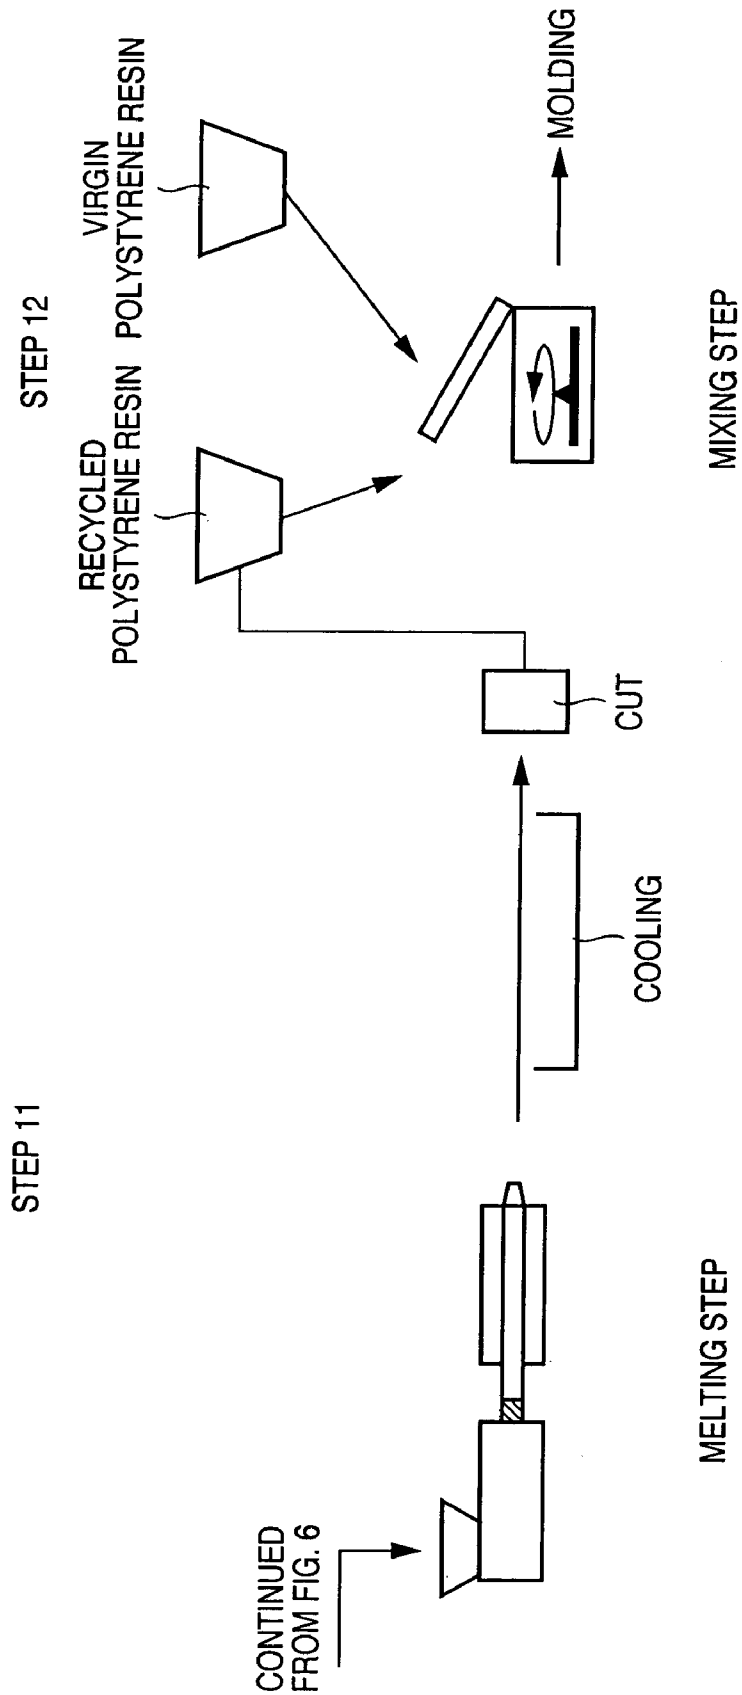 STEP 11
STEP 12
CONTINUED
FROM FIG. 6
RECYCLED
POLYSTYRENE RESIN
VIRGIN
POLYSTYRENE RESIN
COOLING
CUT
MOLDING
MELTING STEP
MIXING STEP